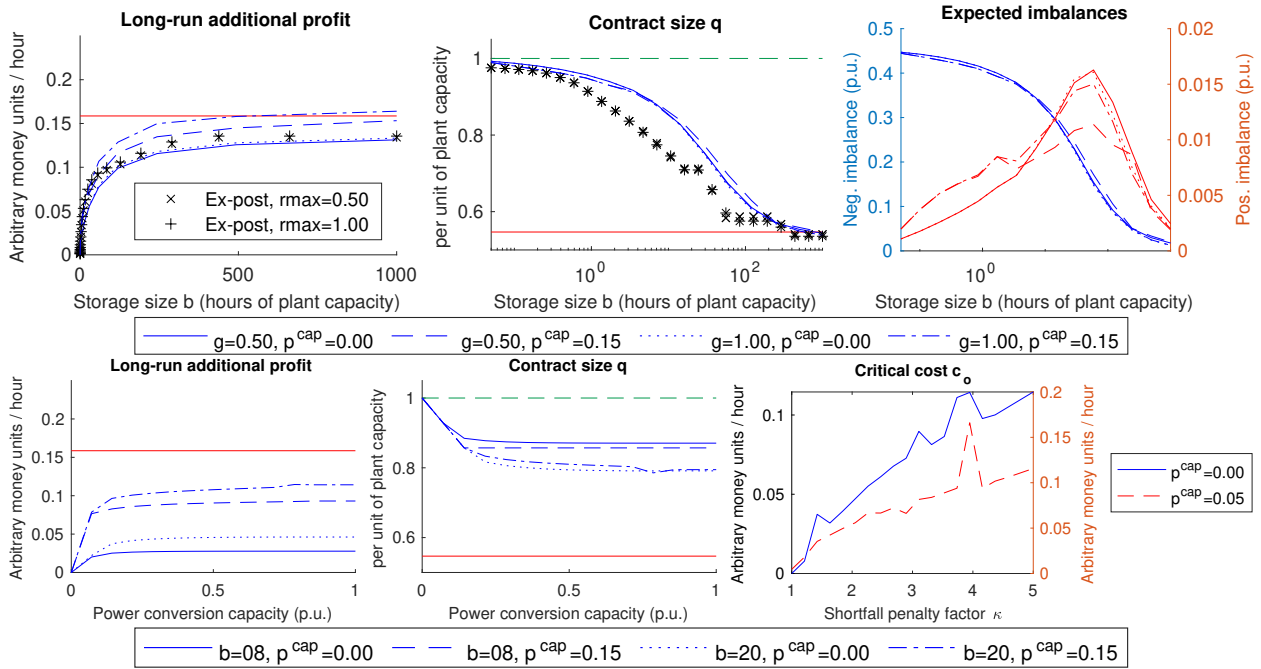 Long-run additional profit
Arbitrary money units / hour
0.2
0.15
0.1
0.05
0
0
500
1000
Storage size b (hours of plant capacity)
Ex-post, rmax=0.50
Ex-post, rmax=1.00
Contract size q
per unit of plant capacity
1
0.8
0.6
10^0
10^2
Storage size b (hours of plant capacity)
Expected imbalances
Neg. imbalance (p.u.)
0.5
0.4
0.3
0.2
0.1
0
10^0
Storage size b (hours of plant capacity)
0.02
0.015
0.01
0.005
0
Pos. imbalance (p.u.)
g=0.50, p^cap=0.00
g=0.50, p^cap=0.15
g=1.00, p^cap=0.00
g=1.00, p^cap=0.15
Long-run additional profit
Arbitrary money units / hour
0.2
0.15
0.1
0.05
0
0
0.5
1
Power conversion capacity (p.u.)
Contract size q
per unit of plant capacity
1
0.8
0.6
0
0.5
1
Power conversion capacity (p.u.)
Critical cost c_o
Arbitrary money units / hour
0.1
0.05
0
1
2
3
4
5
Shortfall penalty factor κ
0.2
0.15
0.1
0.05
0
Arbitrary money units / hour
p^cap=0.00
p^cap=0.05
b=08, p^cap=0.00
b=08, p^cap=0.15
b=20, p^cap=0.00
b=20, p^cap=0.15